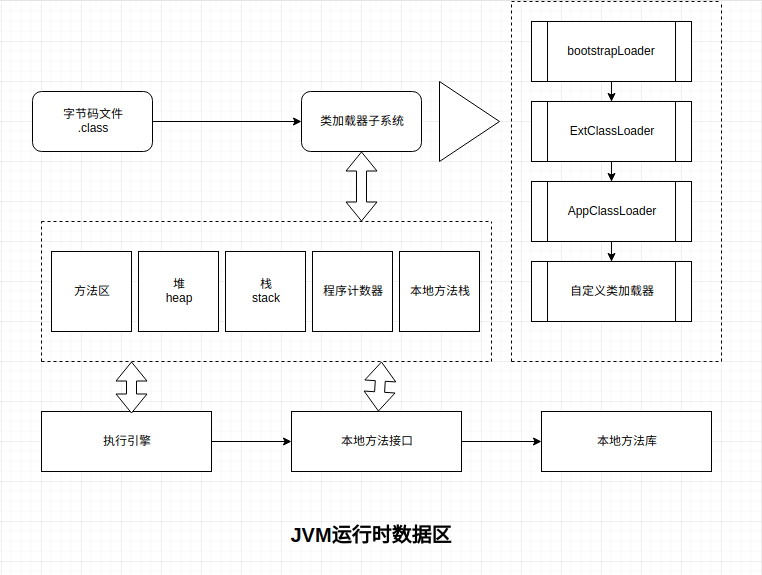 bootstrapLoader
字节码文件
.class
类加载器子系统
ExtClassLoader
AppClassLoader
自定义类加载器
方法区
堆
heap
栈
stack
程序计数器
本地方法栈
执行引擎
本地方法接口
本地方法库
JVM运行时数据区